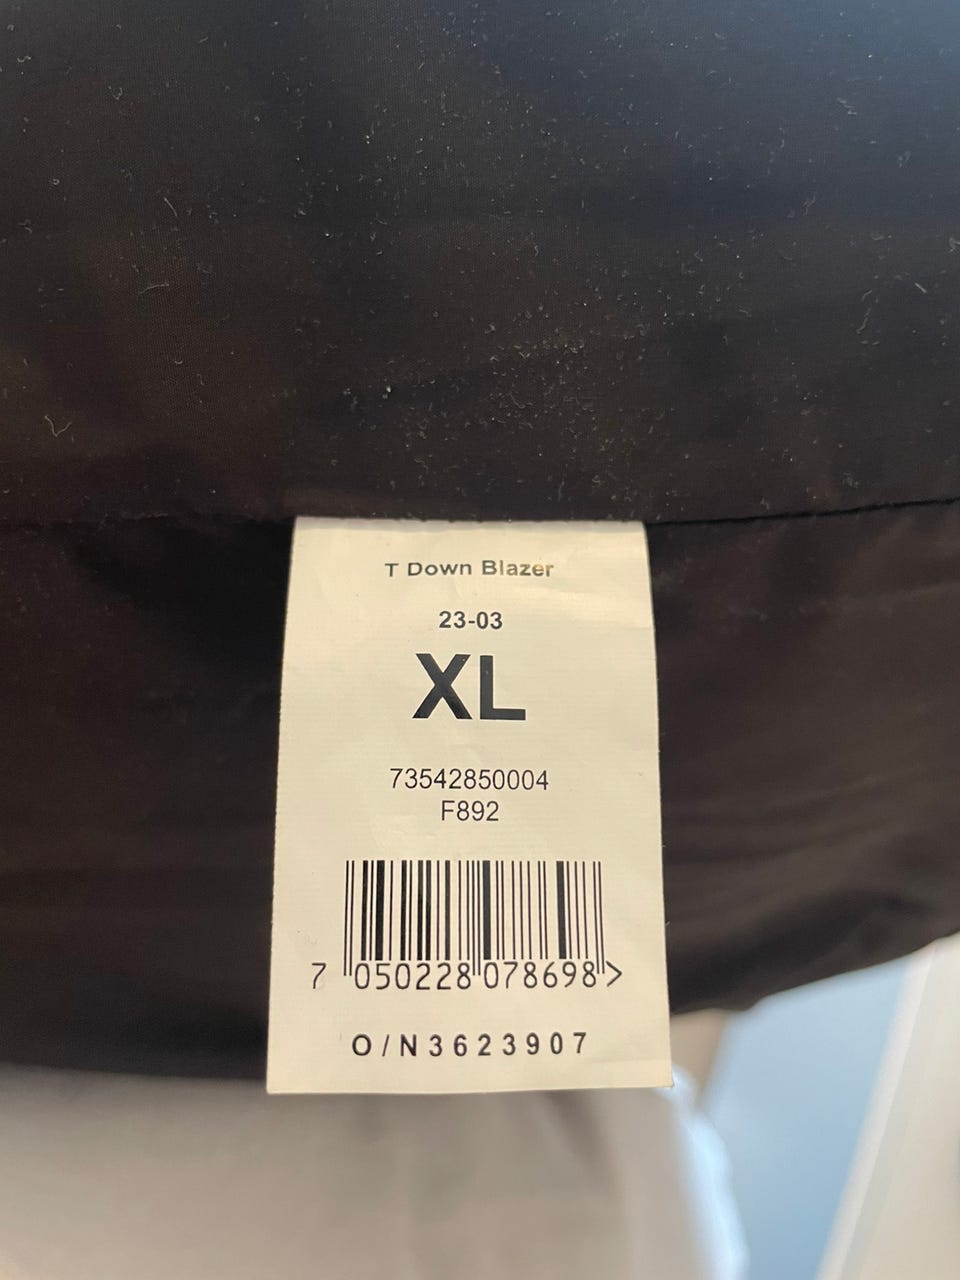 T Down Blazer
23-03
XL
73542850004
F892
7 050228 078698 >
O/N3623907